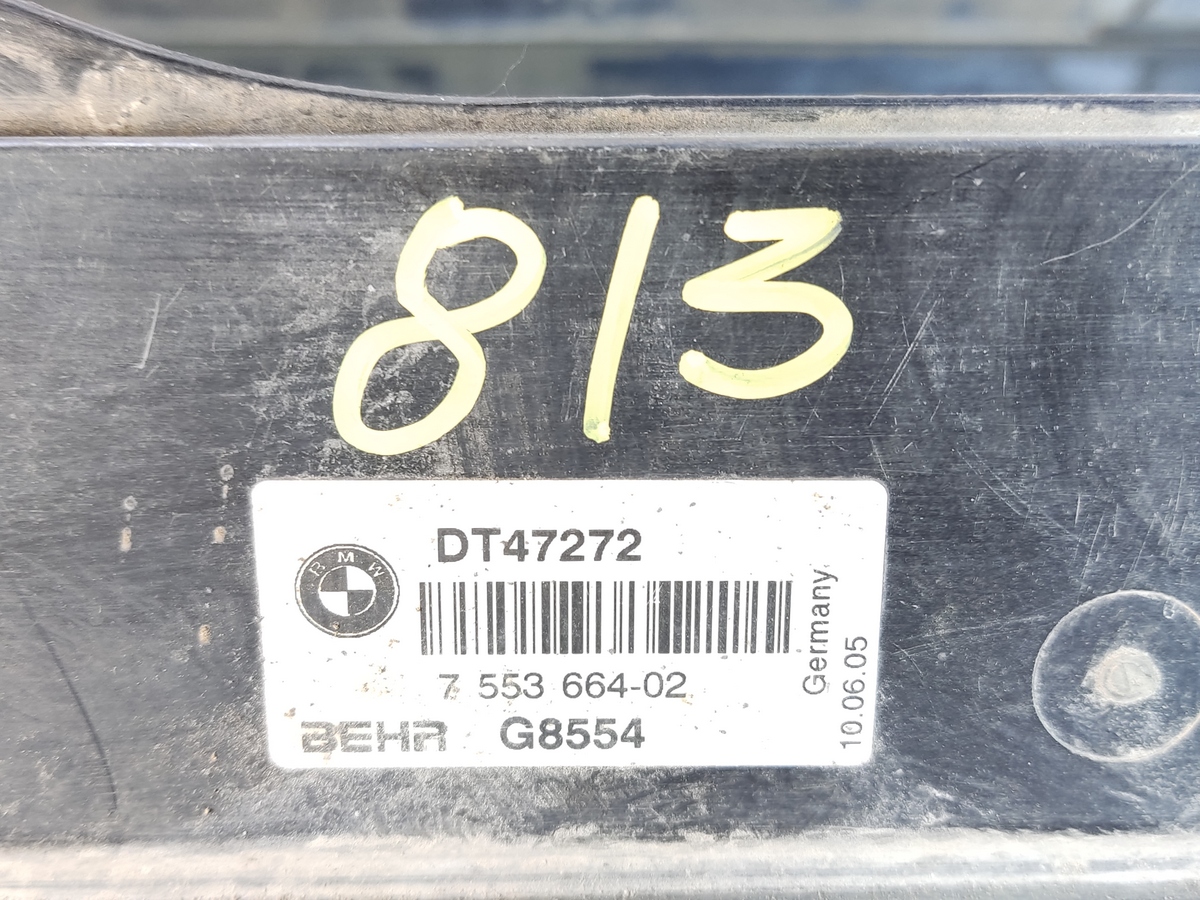 813
DT47272
BMW
7 553 664-02
BEHR G8554
Germany
10.06.05